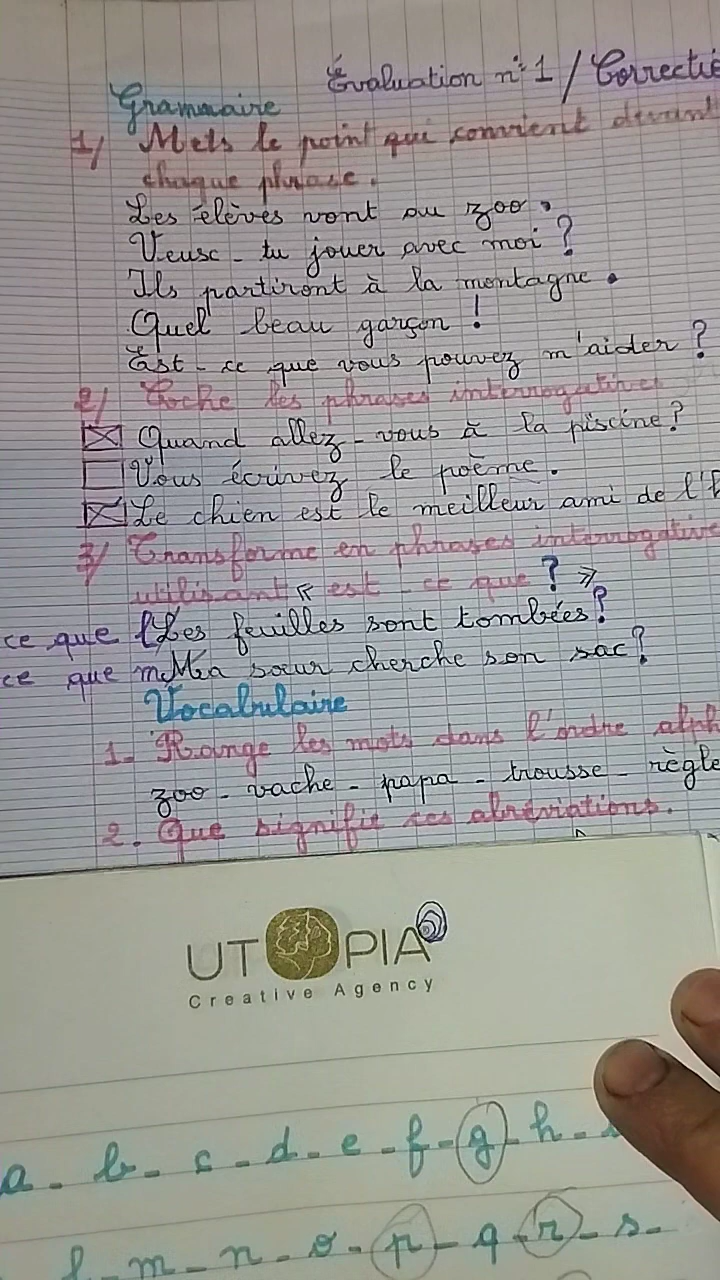 Évaluation n°1 / Correctio
Grammaire
1/ Mets le point qui convient devant
chaque phrase.
Les élèves vont au zoo.
Veux-tu jouer avec moi ?
Ils partiront à la montagne.
Quel beau garçon !
Est-ce que vous pouvez m'aider ?
2/ Coche les phrases interrogatives
Quand allez-vous à la piscine ?
Vous écrivez le poème.
Le chien est le meilleur ami de l'
3/ Transforme en phrases interrogative
utilisant « est-ce que ? »
ce que l Les feuilles sont tombées ?
ce que m Ma sœur cherche son sac ?
Vocabulaire
1. Range les mots dans l'ordre alph
zoo - vache - papa - trousse - règle
2. Que signifie ces abréviations.
UTOPIA
Creative Agency
a - b - c - d - e - f - g - h -
l - m - n - o - p - q - r - s -